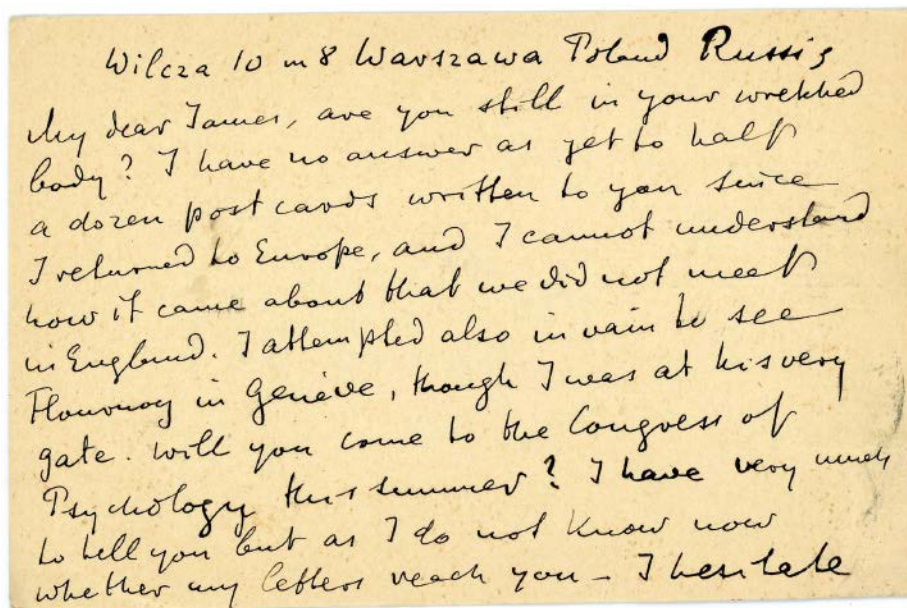 Wilcza 10 m 8 Warszawa Poland Russia
My dear James, are you still in your wretched
body? I have no answer as yet to half
a dozen post cards written to you since
I returned to Europe, and I cannot understand
how it came about that we did not meet
in England. I attempted also in vain to see
Flournoy in Genève, though I was at his very
gate. Will you come to the Congress of
Psychology this summer? I have very much
to tell you but as I do not know now
whether my letters reach you – I hesitate